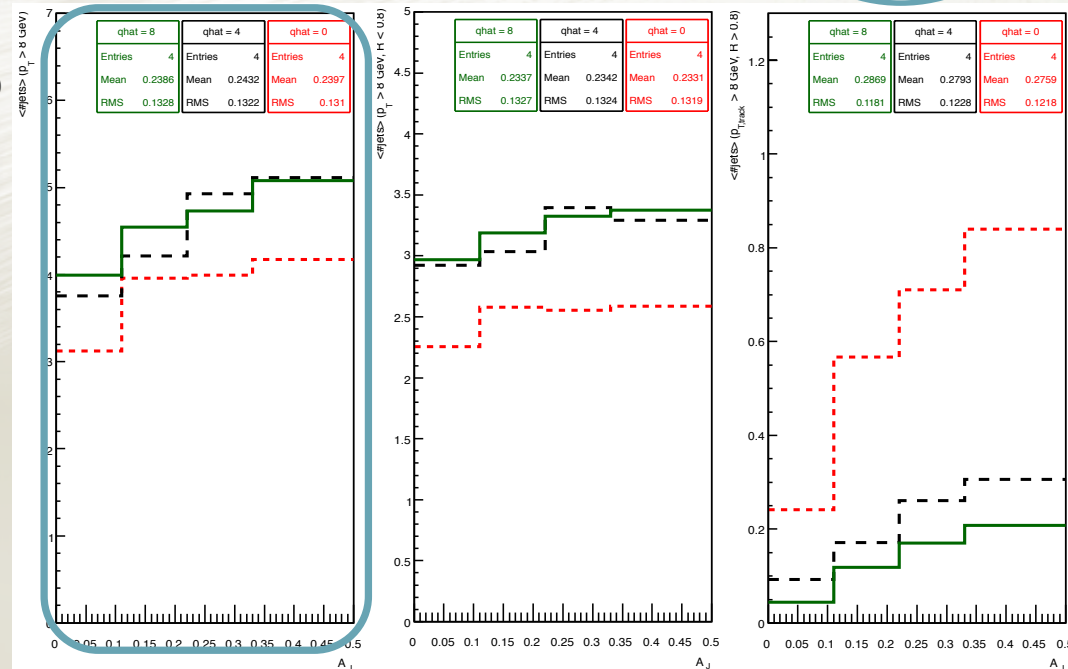 <#jets> (p_T > 8 GeV)
7
6
5
4
3
2
1
0
qhat = 8
Entries 4
Mean 0.2386
RMS 0.1328
qhat = 4
Entries 4
Mean 0.2432
RMS 0.1322
qhat = 0
Entries 4
Mean 0.2397
RMS 0.131
0 0.05 0.1 0.15 0.2 0.25 0.3 0.35 0.4 0.45 0.5
A_J
<#jets> (p_T > 8 GeV, H < 0.8)
5
4.5
4
3.5
3
2.5
2
1.5
1
0.5
0
qhat = 8
Entries 4
Mean 0.2337
RMS 0.1327
qhat = 4
Entries 4
Mean 0.2342
RMS 0.1324
qhat = 0
Entries 4
Mean 0.2331
RMS 0.1319
0 0.05 0.1 0.15 0.2 0.25 0.3 0.35 0.4 0.45 0.5
A_J
<#jets> (p_T,track > 8 GeV, H > 0.8)
1.2
1
0.8
0.6
0.4
0.2
0
qhat = 8
Entries 4
Mean 0.2869
RMS 0.1181
qhat = 4
Entries 4
Mean 0.2793
RMS 0.1228
qhat = 0
Entries 4
Mean 0.2759
RMS 0.1218
0 0.05 0.1 0.15 0.2 0.25 0.3 0.35 0.4 0.45 0.5
A_J